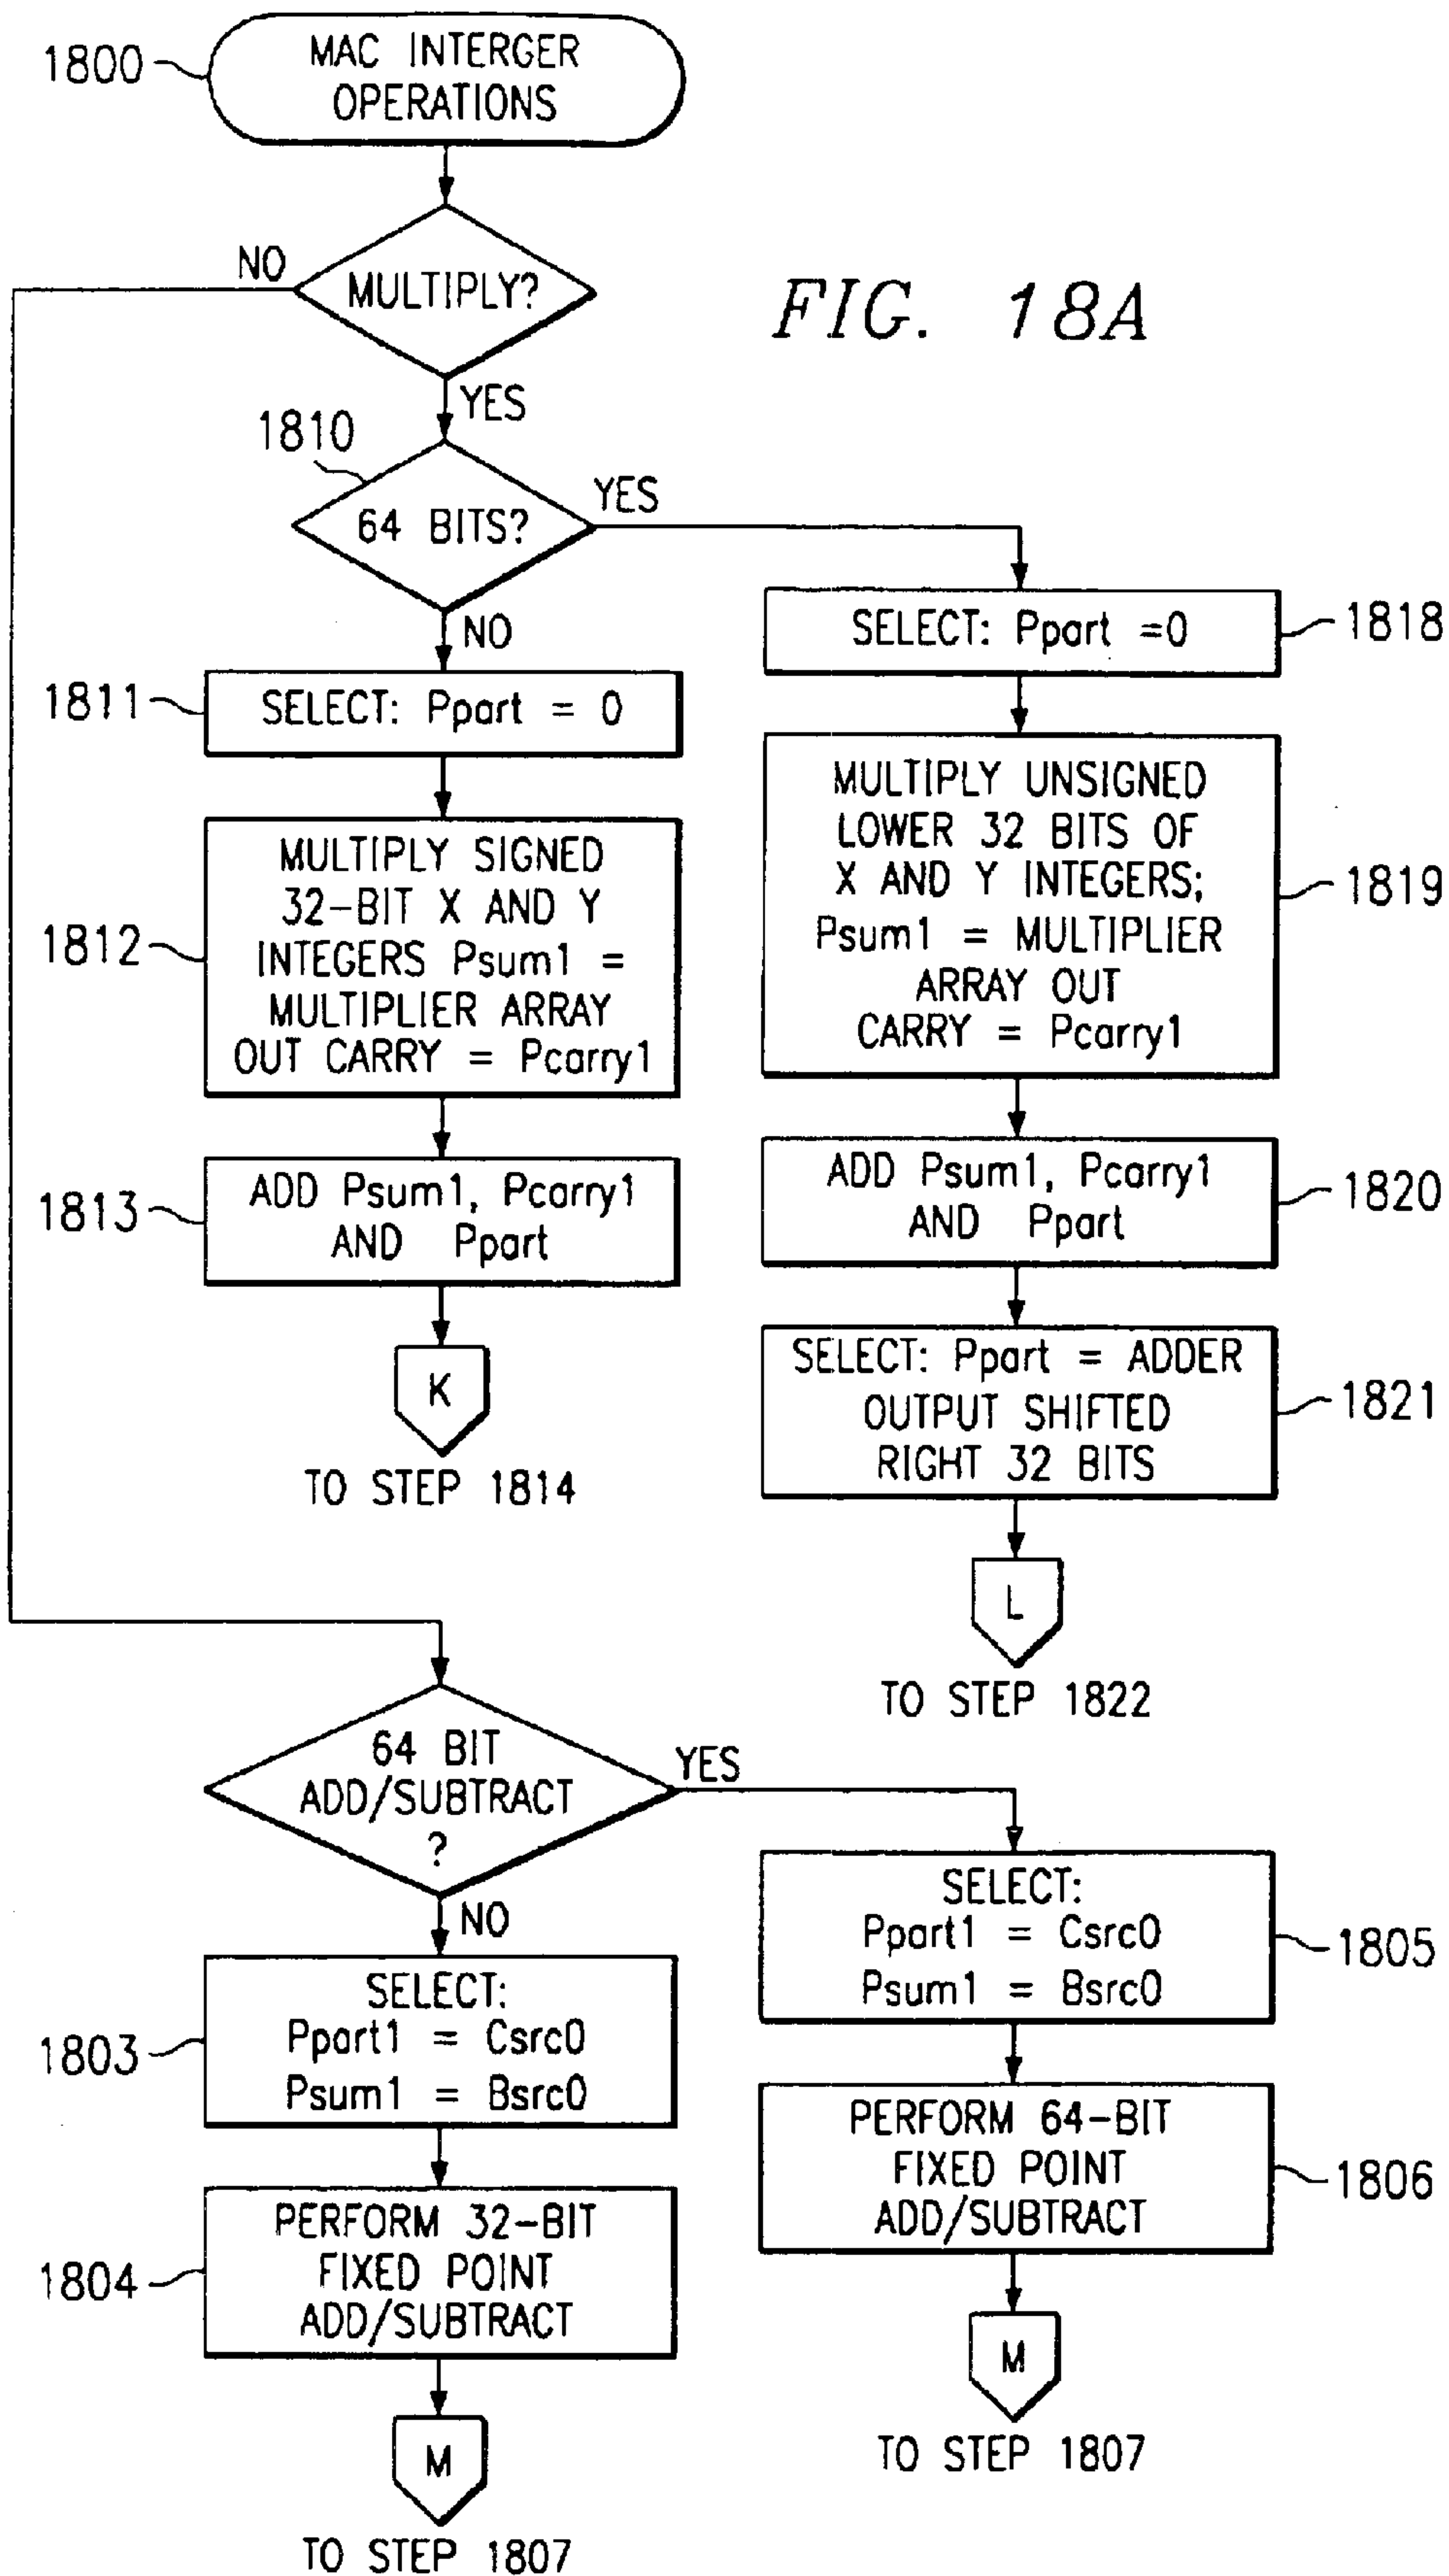 1800
MAC INTERGER
OPERATIONS
NO
MULTIPLY?
FIG. 18A
YES
1810
64 BITS?
YES
NO
1811
SELECT: Ppart = 0
1812
MULTIPLY SIGNED
32-BIT X AND Y
INTEGERS Psum1 =
MULTIPLIER ARRAY
OUT CARRY = Pcarry1
1813
ADD Psum1, Pcarry1
AND Ppart
K
TO STEP 1814
SELECT: Ppart =0
1818
MULTIPLY UNSIGNED
LOWER 32 BITS OF
X AND Y INTEGERS;
Psum1 = MULTIPLIER
ARRAY OUT
CARRY = Pcarry1
1819
ADD Psum1, Pcarry1
AND Ppart
1820
SELECT: Ppart = ADDER
OUTPUT SHIFTED
RIGHT 32 BITS
1821
L
TO STEP 1822
64 BIT
ADD/SUBTRACT
?
YES
NO
1803
SELECT:
Ppart1 = Csrc0
Psum1 = Bsrc0
1804
PERFORM 32-BIT
FIXED POINT
ADD/SUBTRACT
M
TO STEP 1807
SELECT:
Ppart1 = Csrc0
Psum1 = Bsrc0
1805
PERFORM 64-BIT
FIXED POINT
ADD/SUBTRACT
1806
M
TO STEP 1807